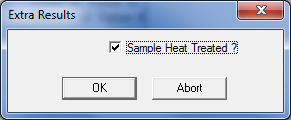 Extra Results
Sample Heat Treated ?
OK
Abort